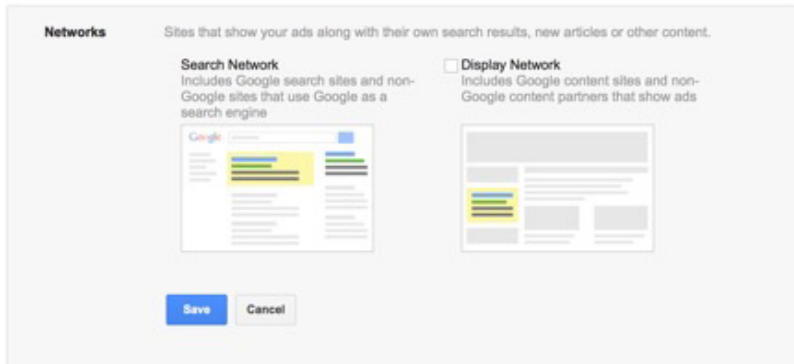 Networks
Sites that show your ads along with their own search results, new articles or other content.
Search Network
Includes Google search sites and non-
Google sites that use Google as a
search engine
Display Network
Includes Google content sites and non-
Google content partners that show ads
Google
Save
Cancel